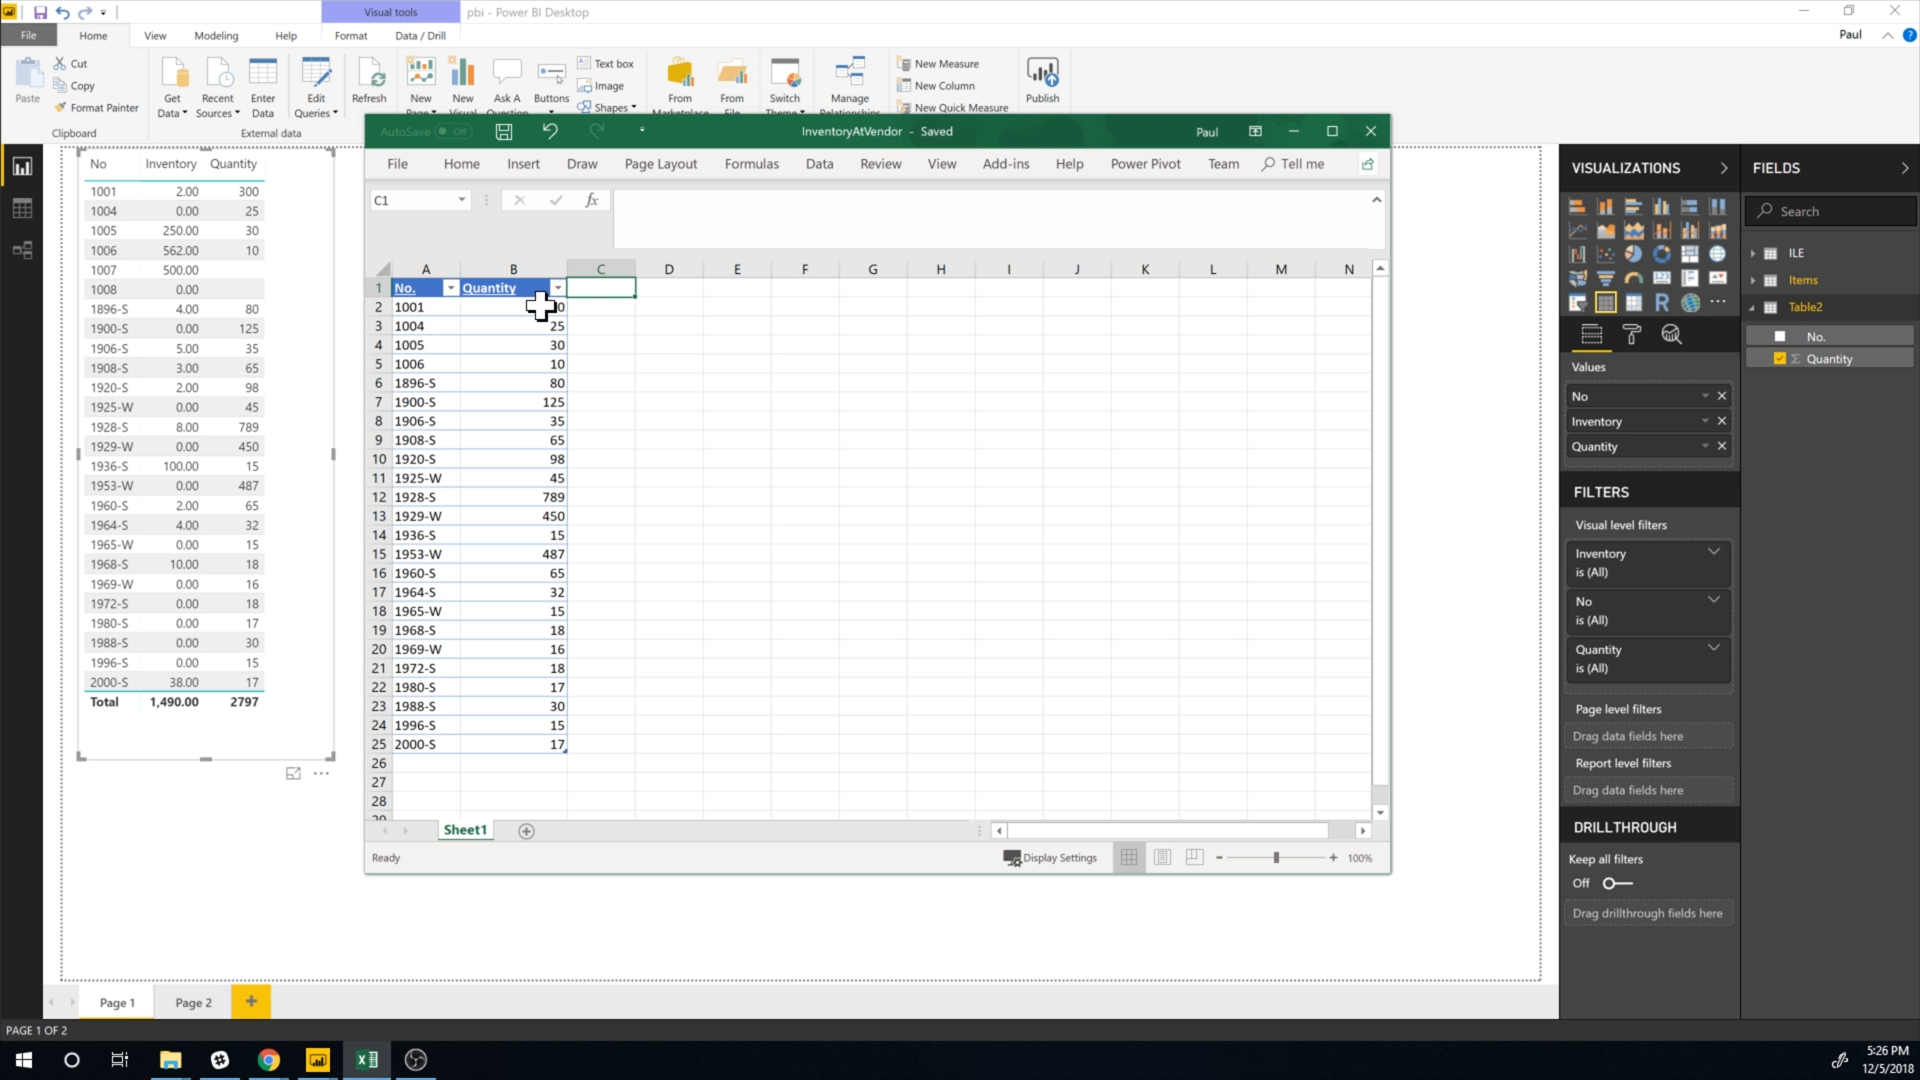 Visual tools
pbi - Power BI Desktop
File
Home
View
Modeling
Help
Format
Data / Drill
Paul
Paste
Cut
Copy
Format Painter
Clipboard
Get
Data
Recent
Sources
Enter
Data
Edit
Queries
External data
Refresh
New
New
Ask A
Buttons
Text box
Image
Shapes
From
From
Switch
Manage
New Measure
New Column
New Quick Measure
Publish
No Inventory Quantity
1001 2.00 300
1004 0.00 25
1005 250.00 30
1006 562.00 10
1007 500.00
1008 0.00
1896-S 4.00 80
1900-S 0.00 125
1906-S 5.00 35
1908-S 3.00 65
1920-S 2.00 98
1925-W 0.00 45
1928-S 8.00 789
1929-W 0.00 450
1936-S 100.00 15
1953-W 0.00 487
1960-S 2.00 65
1964-S 4.00 32
1965-W 0.00 15
1968-S 10.00 18
1969-W 0.00 16
1972-S 0.00 18
1980-S 0.00 17
1988-S 0.00 30
1996-S 0.00 15
2000-S 38.00 17
Total 1,490.00 2797
AutoSave Off
InventoryAtVendor - Saved
Paul
File Home Insert Draw Page Layout Formulas Data Review View Add-ins Help Power Pivot Team Tell me
C1
fx
A B C D E F G H I J K L M N
1 No. Quantity
2 1001
3 1004 25
4 1005 30
5 1006 10
6 1896-S 80
7 1900-S 125
8 1906-S 35
9 1908-S 65
10 1920-S 98
11 1925-W 45
12 1928-S 789
13 1929-W 450
14 1936-S 15
15 1953-W 487
16 1960-S 65
17 1964-S 32
18 1965-W 15
19 1968-S 18
20 1969-W 16
21 1972-S 18
22 1980-S 17
23 1988-S 30
24 1996-S 15
25 2000-S 17
26
27
28
Sheet1
Ready
Display Settings
100%
VISUALIZATIONS
R
Values
No
Inventory
Quantity
FILTERS
Visual level filters
Inventory
is (All)
No
is (All)
Quantity
is (All)
Page level filters
Drag data fields here
Report level filters
Drag data fields here
DRILLTHROUGH
Keep all filters
Off
Drag drillthrough fields here
FIELDS
Search
ILE
Items
Table2
No.
Σ Quantity
Page 1
Page 2
PAGE 1 OF 2
5:26 PM
12/5/2018